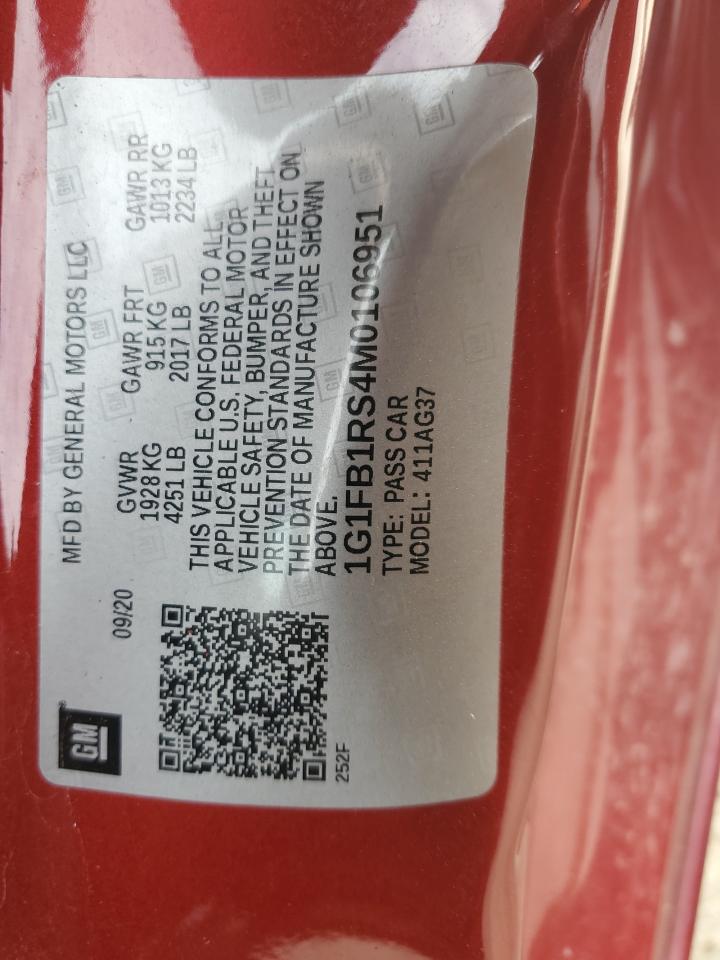 GM
MFD BY GENERAL MOTORS LLC
09/20
GVWR GAWR FRT GAWR RR
1928 KG 915 KG 1013 KG
4251 LB 2017 LB 2234 LB
THIS VEHICLE CONFORMS TO ALL
APPLICABLE U.S. FEDERAL MOTOR
VEHICLE SAFETY, BUMPER, AND THEFT
PREVENTION STANDARDS IN EFFECT ON
THE DATE OF MANUFACTURE SHOWN
ABOVE.
1G1FB1RS4M0106951
TYPE: PASS CAR
MODEL: 411AG37
252F